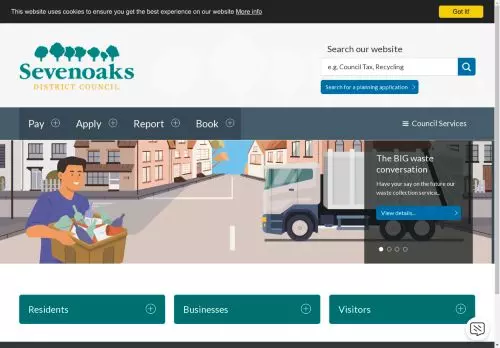 This website uses cookies to ensure you get the best experience on our website More info
Got it!
Sevenoaks
DISTRICT COUNCIL
Search our website
e.g. Council Tax, Recycling
Search for a planning application
Pay
Apply
Report
Book
Council Services
The BIG waste
conversation
Have your say on the future our
waste collection service...
View details...
Residents
Businesses
Visitors